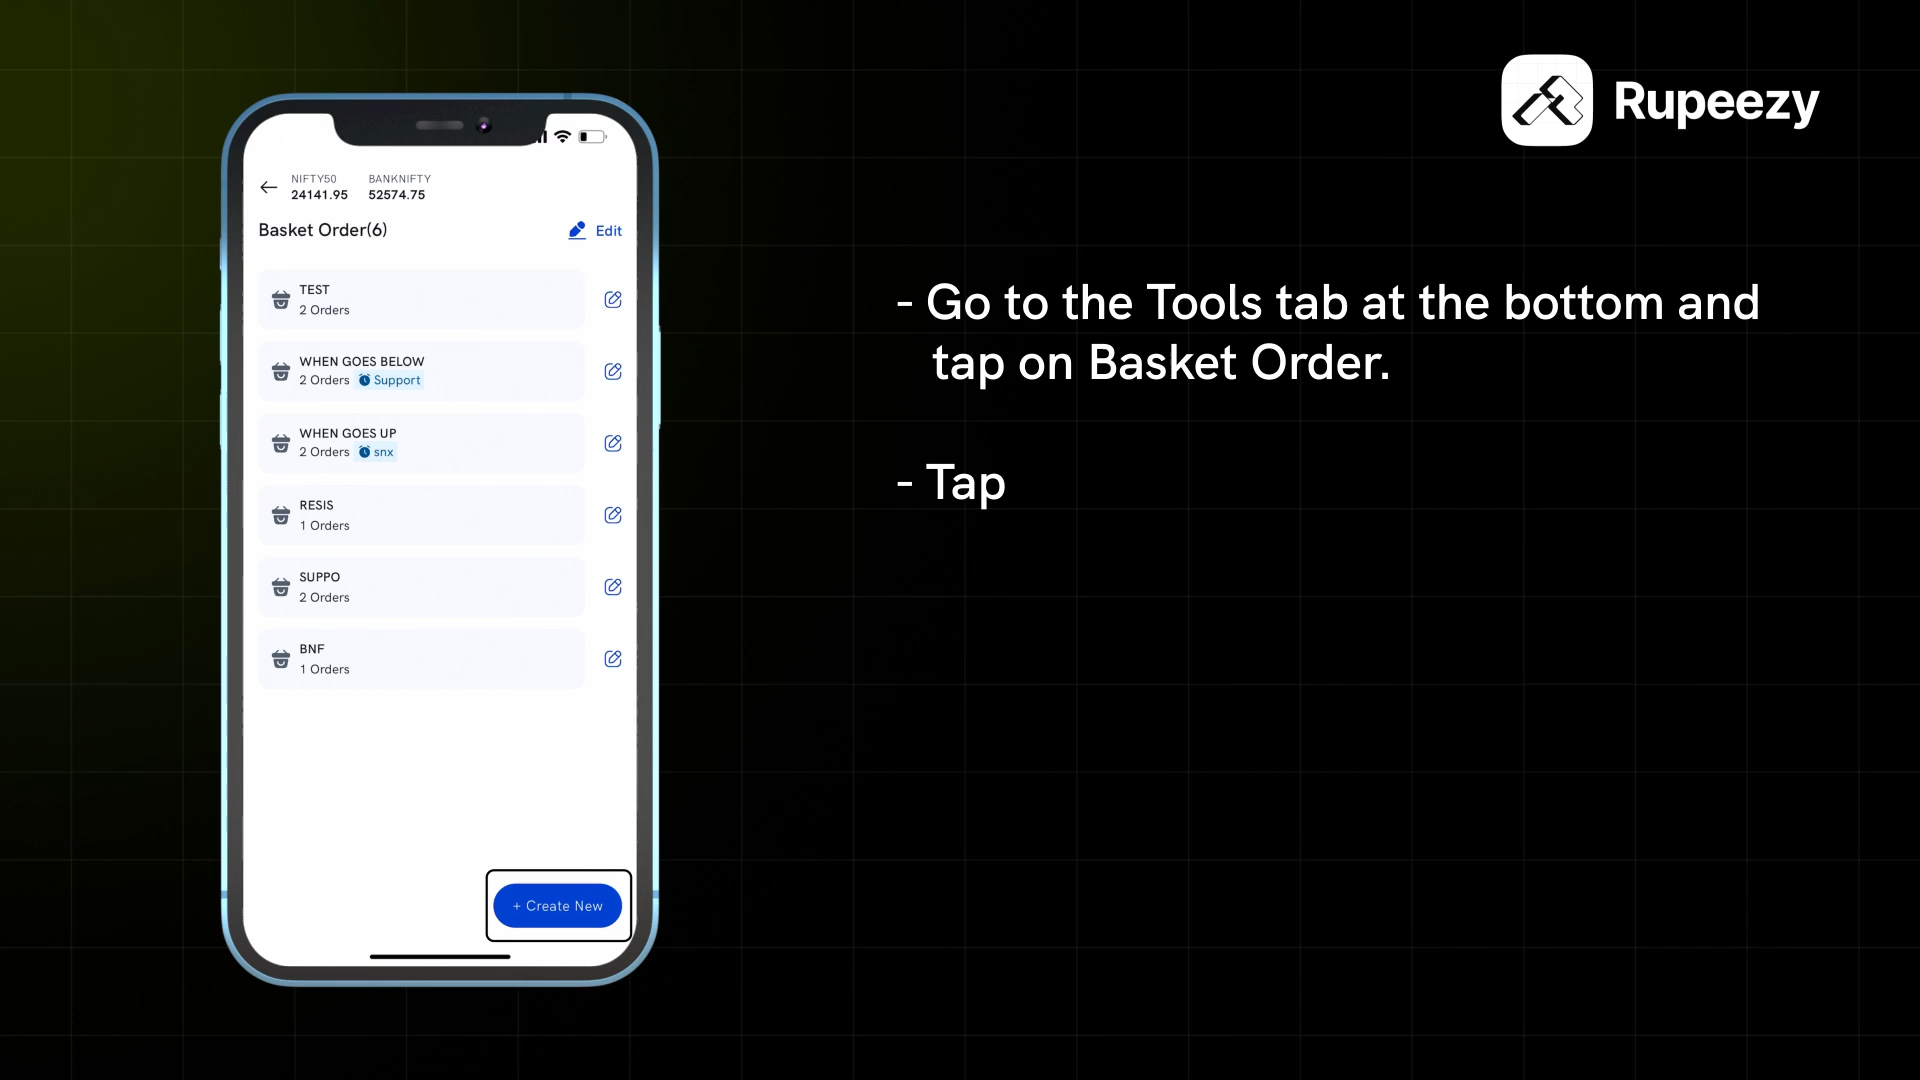 Rupeezy
NIFTY50 BANKNIFTY
24141.95 52574.75
Basket Order(6) Edit
TEST
2 Orders
WHEN GOES BELOW
2 Orders Support
WHEN GOES UP
2 Orders snx
RESIS
1 Orders
SUPPO
2 Orders
BNF
1 Orders
+ Create New
- Go to the Tools tab at the bottom and
tap on Basket Order.
- Tap